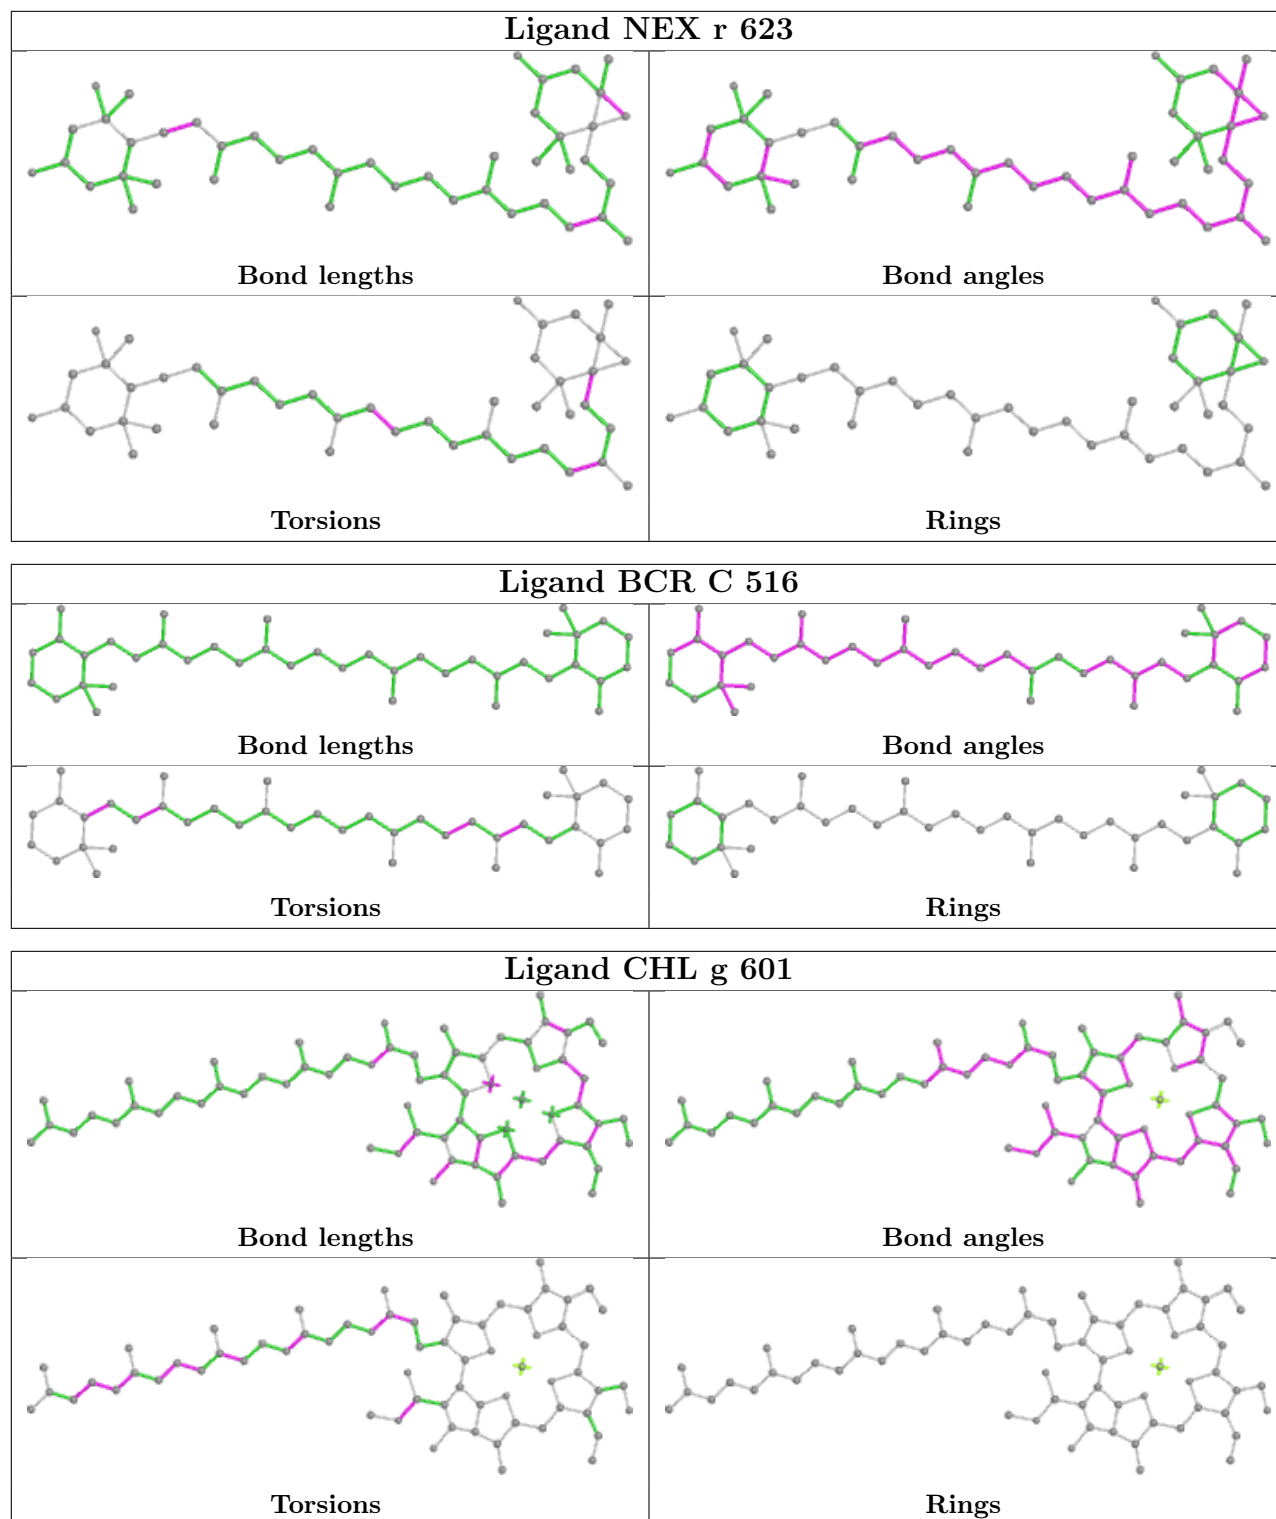 Ligand NEX r 623
Bond lengths
Bond angles
Torsions
Rings
Ligand BCR C 516
Bond lengths
Bond angles
Torsions
Rings
Ligand CHL g 601
Bond lengths
Bond angles
Torsions
Rings